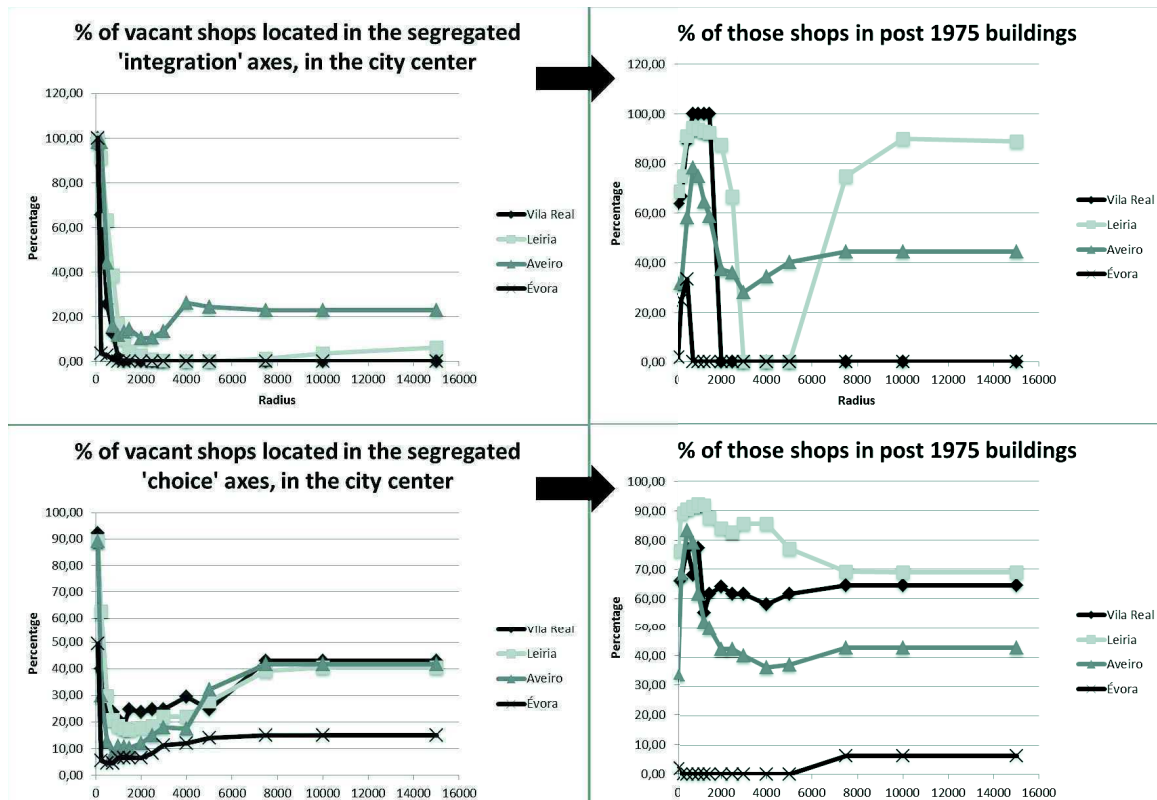 % of vacant shops located in the segregated
'integration' axes, in the city center
120,00
100,00
80,00
60,00
40,00
20,00
0,00
Percentage
0 2000 4000 6000 8000 10000 12000 14000 16000
Radius
Vila Real
Leiria
Aveiro
Évora
% of those shops in post 1975 buildings
120,00
100,00
80,00
60,00
40,00
20,00
0,00
Percentage
0 2000 4000 6000 8000 10000 12000 14000 16000
Radius
Vila Real
Leiria
Aveiro
Évora
% of vacant shops located in the segregated
'choice' axes, in the city center
100,00
90,00
80,00
70,00
60,00
50,00
40,00
30,00
20,00
10,00
0,00
Percentage
0 2000 4000 6000 8000 10000 12000 14000 16000
Vila Real
Leiria
Aveiro
Évora
% of those shops in post 1975 buildings
100,00
90,00
80,00
70,00
60,00
50,00
40,00
30,00
20,00
10,00
0,00
Percentage
0 2000 4000 6000 8000 10000 12000 14000 16000
Vila Real
Leiria
Aveiro
Évora